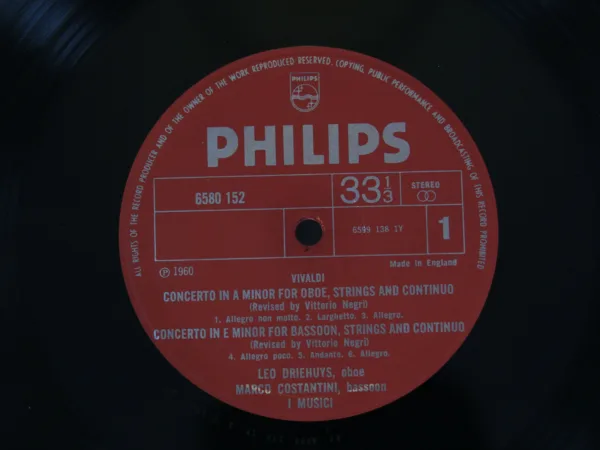 ALL RIGHTS OF THE RECORD PRODUCER AND OF THE OWNER OF THE WORK REPRODUCED RESERVED. COPYING, PUBLIC PERFORMANCE AND BROADCASTING OF THIS RECORD PROHIBITED
PHILIPS
PHILIPS
6580 152
33 1/3
STEREO
6599 138 1Y
1
Made in England
℗ 1960
VIVALDI
CONCERTO IN A MINOR FOR OBOE, STRINGS AND CONTINUO
(Revised by Vittorio Negri)
1. Allegro non molto. 2. Larghetto. 3. Allegro.
CONCERTO IN E MINOR FOR BASSOON, STRINGS AND CONTINUO
(Revised by Vittorio Negri)
4. Allegro poco. 5. Andante. 6. Allegro.
LEO DRIEHUYS, oboe
MARCO COSTANTINI, bassoon
I MUSICI